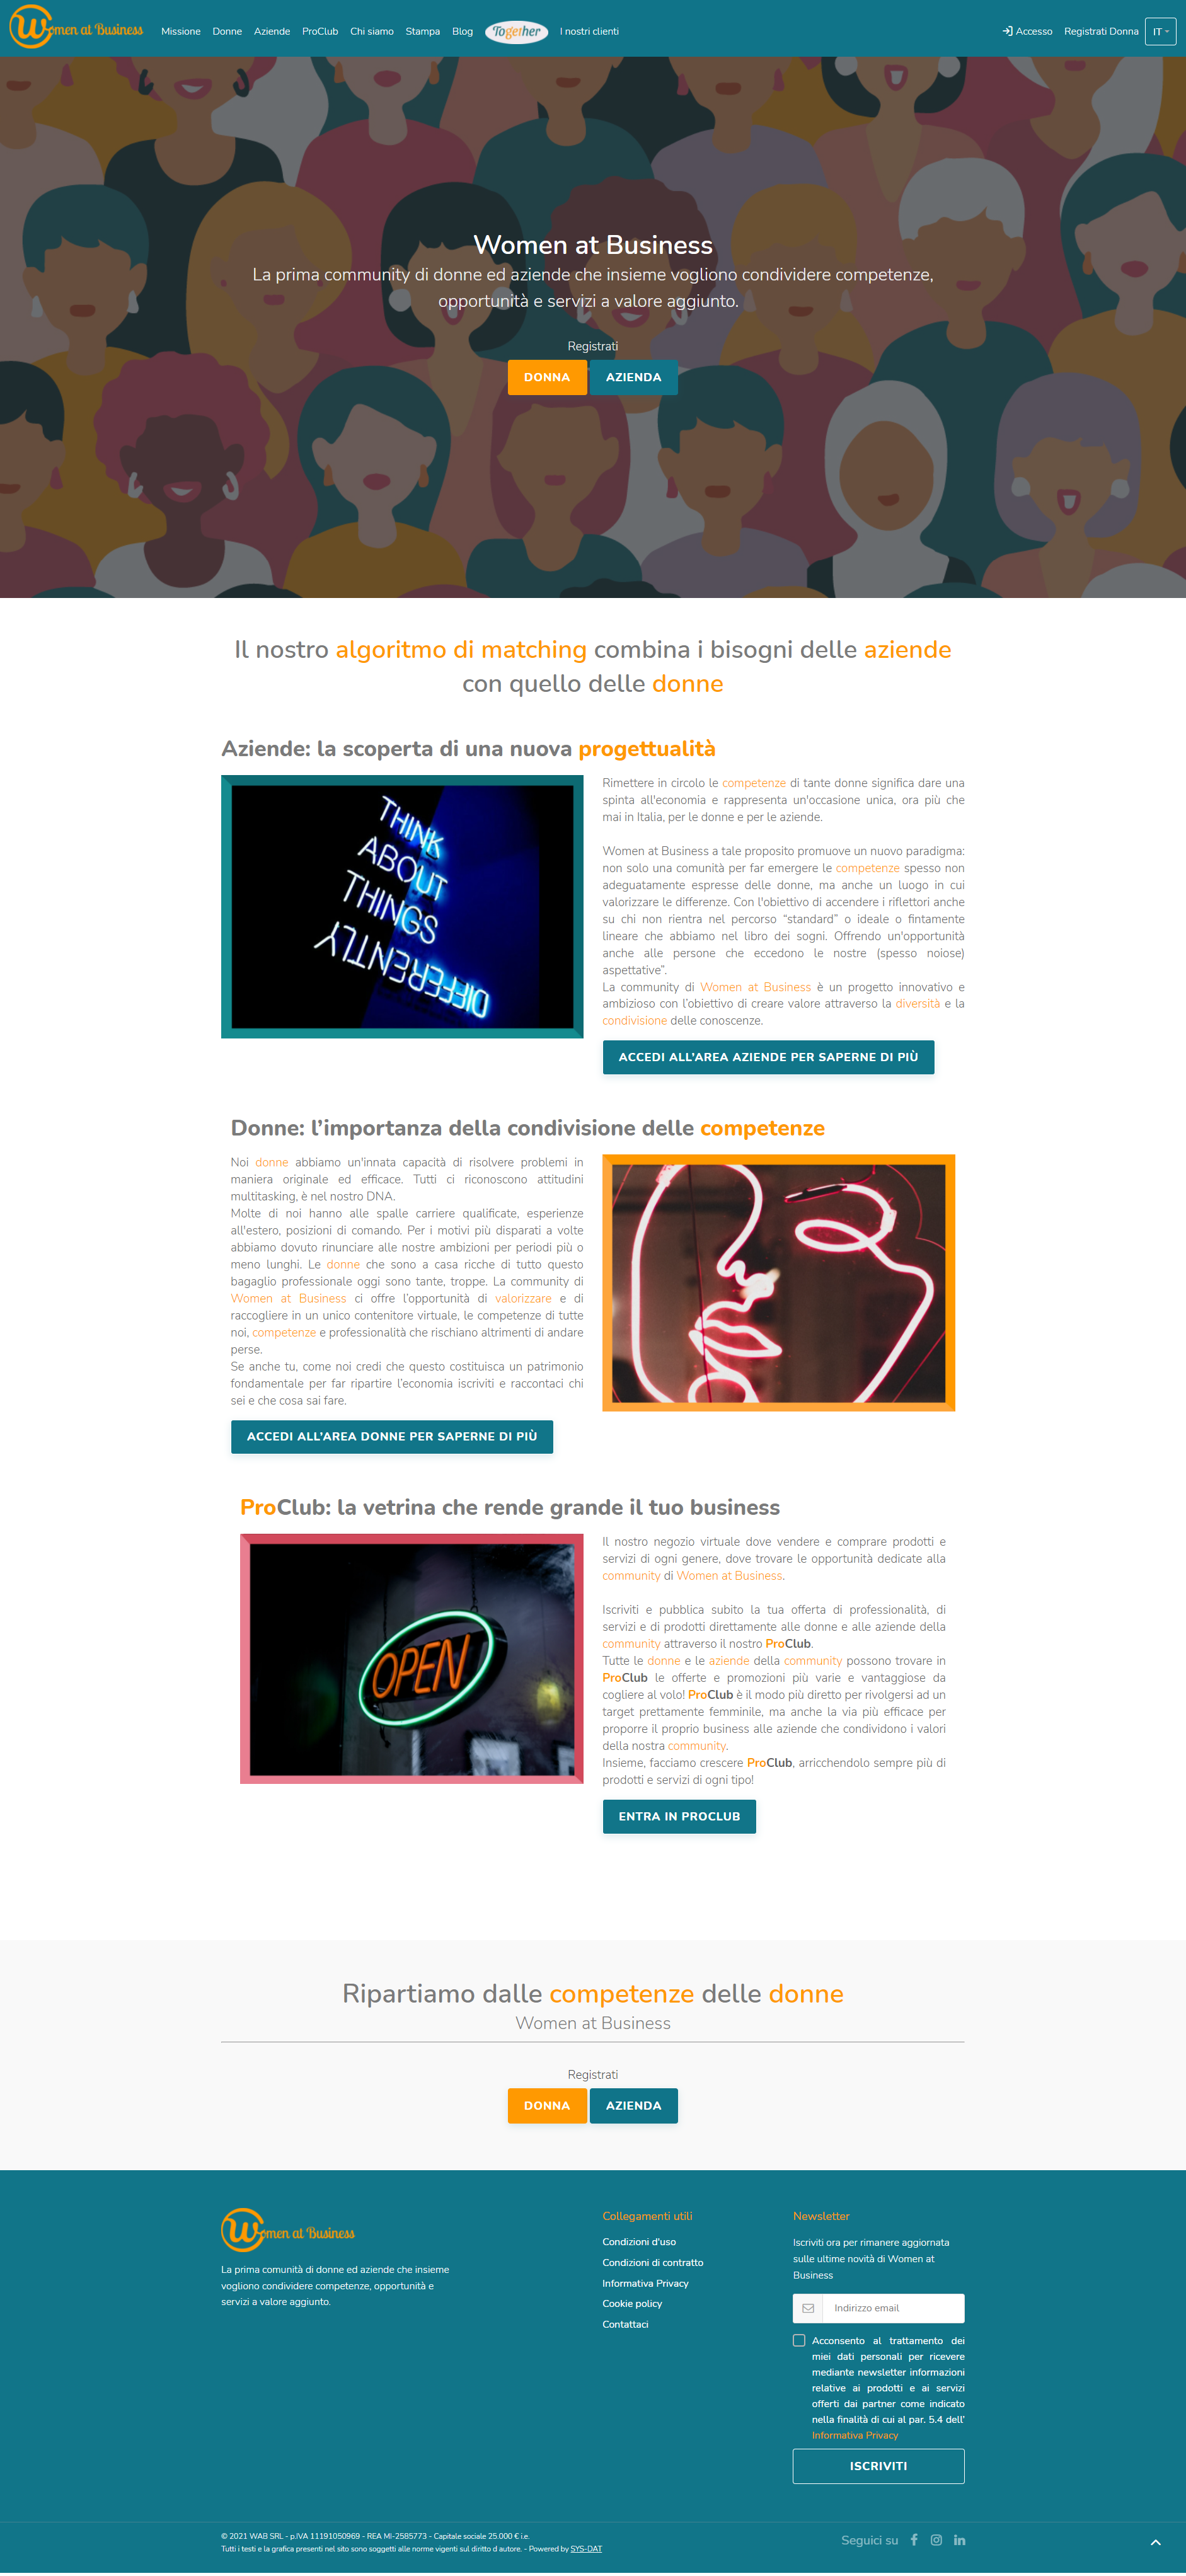 Women at Business
Missione
Donne
Aziende
ProClub
Chi siamo
Stampa
Blog
Together
I nostri clienti
Accesso
Registrati Donna
IT
Women at Business
La prima community di donne ed aziende che insieme vogliono condividere competenze,
opportunità e servizi a valore aggiunto.
Registrati
DONNA
AZIENDA
Il nostro algoritmo di matching combina i bisogni delle aziende
con quello delle donne
Aziende: la scoperta di una nuova progettualità
THINK
ABOUT
THINGS
DIFFERENTLY
Rimettere in circolo le competenze di tante donne significa dare una
spinta all'economia e rappresenta un'occasione unica, ora più che
mai in Italia, per le donne e per le aziende.
Women at Business a tale proposito promuove un nuovo paradigma:
non solo una comunità per far emergere le competenze spesso non
adeguatamente espresse delle donne, ma anche un luogo in cui
valorizzare le differenze. Con l'obiettivo di accendere i riflettori anche
su chi non rientra nel percorso “standard” o ideale o fintamente
lineare che abbiamo nel libro dei sogni. Offrendo un'opportunità
anche alle persone che eccedono le nostre (spesso noiose)
aspettative”.
La community di Women at Business è un progetto innovativo e
ambizioso con l’obiettivo di creare valore attraverso la diversità e la
condivisione delle conoscenze.
ACCEDI ALL’AREA AZIENDE PER SAPERNE DI PIÙ
Donne: l’importanza della condivisione delle competenze
Noi donne abbiamo un'innata capacità di risolvere problemi in
maniera originale ed efficace. Tutti ci riconoscono attitudini
multitasking, è nel nostro DNA.
Molte di noi hanno alle spalle carriere qualificate, esperienze
all'estero, posizioni di comando. Per i motivi più disparati a volte
abbiamo dovuto rinunciare alle nostre ambizioni per periodi più o
meno lunghi. Le donne che sono a casa ricche di tutto questo
bagaglio professionale oggi sono tante, troppe. La community di
Women at Business ci offre l’opportunità di valorizzare e di
raccogliere in un unico contenitore virtuale, le competenze di tutte
noi, competenze e professionalità che rischiano altrimenti di andare
perse.
Se anche tu, come noi credi che questo costituisca un patrimonio
fondamentale per far ripartire l’economia iscriviti e raccontaci chi
sei e che cosa sai fare.
ACCEDI ALL’AREA DONNE PER SAPERNE DI PIÙ
ProClub: la vetrina che rende grande il tuo business
OPEN
Il nostro negozio virtuale dove vendere e comprare prodotti e
servizi di ogni genere, dove trovare le opportunità dedicate alla
community di Women at Business.
Iscriviti e pubblica subito la tua offerta di professionalità, di
servizi e di prodotti direttamente alle donne e alle aziende della
community attraverso il nostro ProClub.
Tutte le donne e le aziende della community possono trovare in
ProClub le offerte e promozioni più varie e vantaggiose da
cogliere al volo! ProClub è il modo più diretto per rivolgersi ad un
target prettamente femminile, ma anche la via più efficace per
proporre il proprio business alle aziende che condividono i valori
della nostra community.
Insieme, facciamo crescere ProClub, arricchendolo sempre più di
prodotti e servizi di ogni tipo!
ENTRA IN PROCLUB
Ripartiamo dalle competenze delle donne
Women at Business
Registrati
DONNA
AZIENDA
Women at Business
La prima comunità di donne ed aziende che insieme
vogliono condividere competenze, opportunità e
servizi a valore aggiunto.
Collegamenti utili
Condizioni d'uso
Condizioni di contratto
Informativa Privacy
Cookie policy
Contattaci
Newsletter
Iscriviti ora per rimanere aggiornata
sulle ultime novità di Women at
Business
Indirizzo email
Acconsento al trattamento dei
miei dati personali per ricevere
mediante newsletter informazioni
relative ai prodotti e ai servizi
offerti dai partner come indicato
nella finalità di cui al par. 5.4 dell'
Informativa Privacy
ISCRIVITI
© 2021 WAB SRL - p.IVA 11191050969 - REA MI-2585773 - Capitale sociale 25.000 € i.e.
Tutti i testi e la grafica presenti nel sito sono soggetti alle norme vigenti sul diritto d autore. - Powered by SYS-DAT
Seguici su